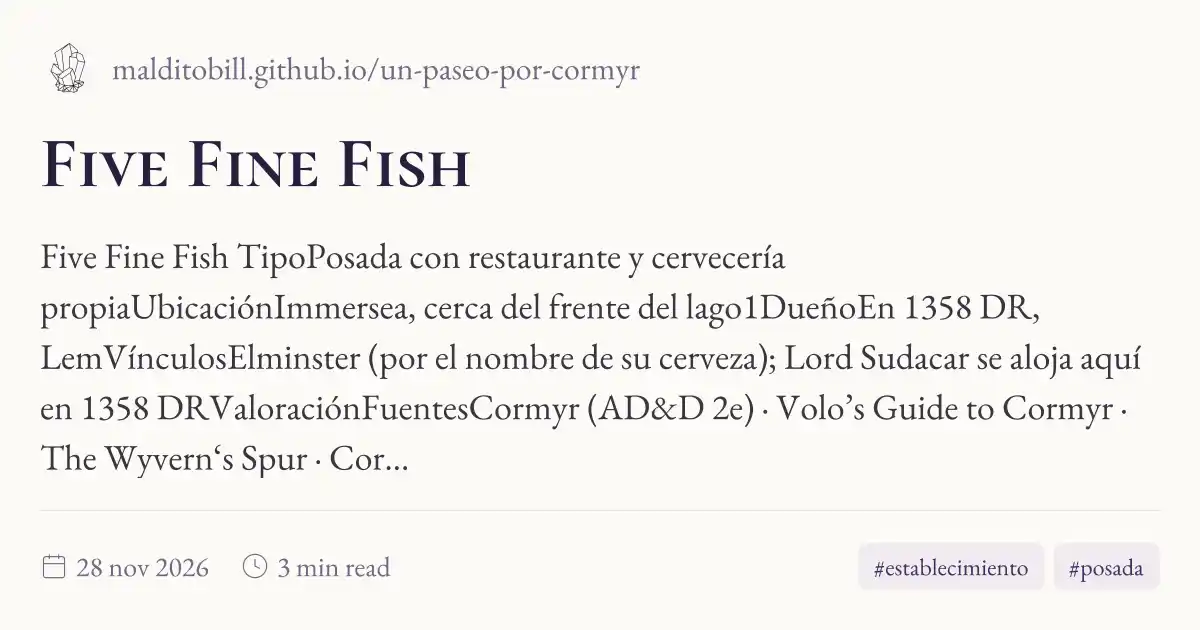 malditobill.github.io/un-paseo-por-cormyr
Five Fine Fish
Five Fine Fish TipoPosada con restaurante y cervecería
propiaUbicaciónImmersea, cerca del frente del lago1DueñoEn 1358 DR,
LemVínculosElminster (por el nombre de su cerveza); Lord Sudacar se aloja aquí
en 1358 DRValoraciónFuentesCormyr (AD&D 2e) · Volo’s Guide to Cormyr ·
The Wyvern‘s Spur · Cor...
28 nov 2026
3 min read
#establecimiento
#posada